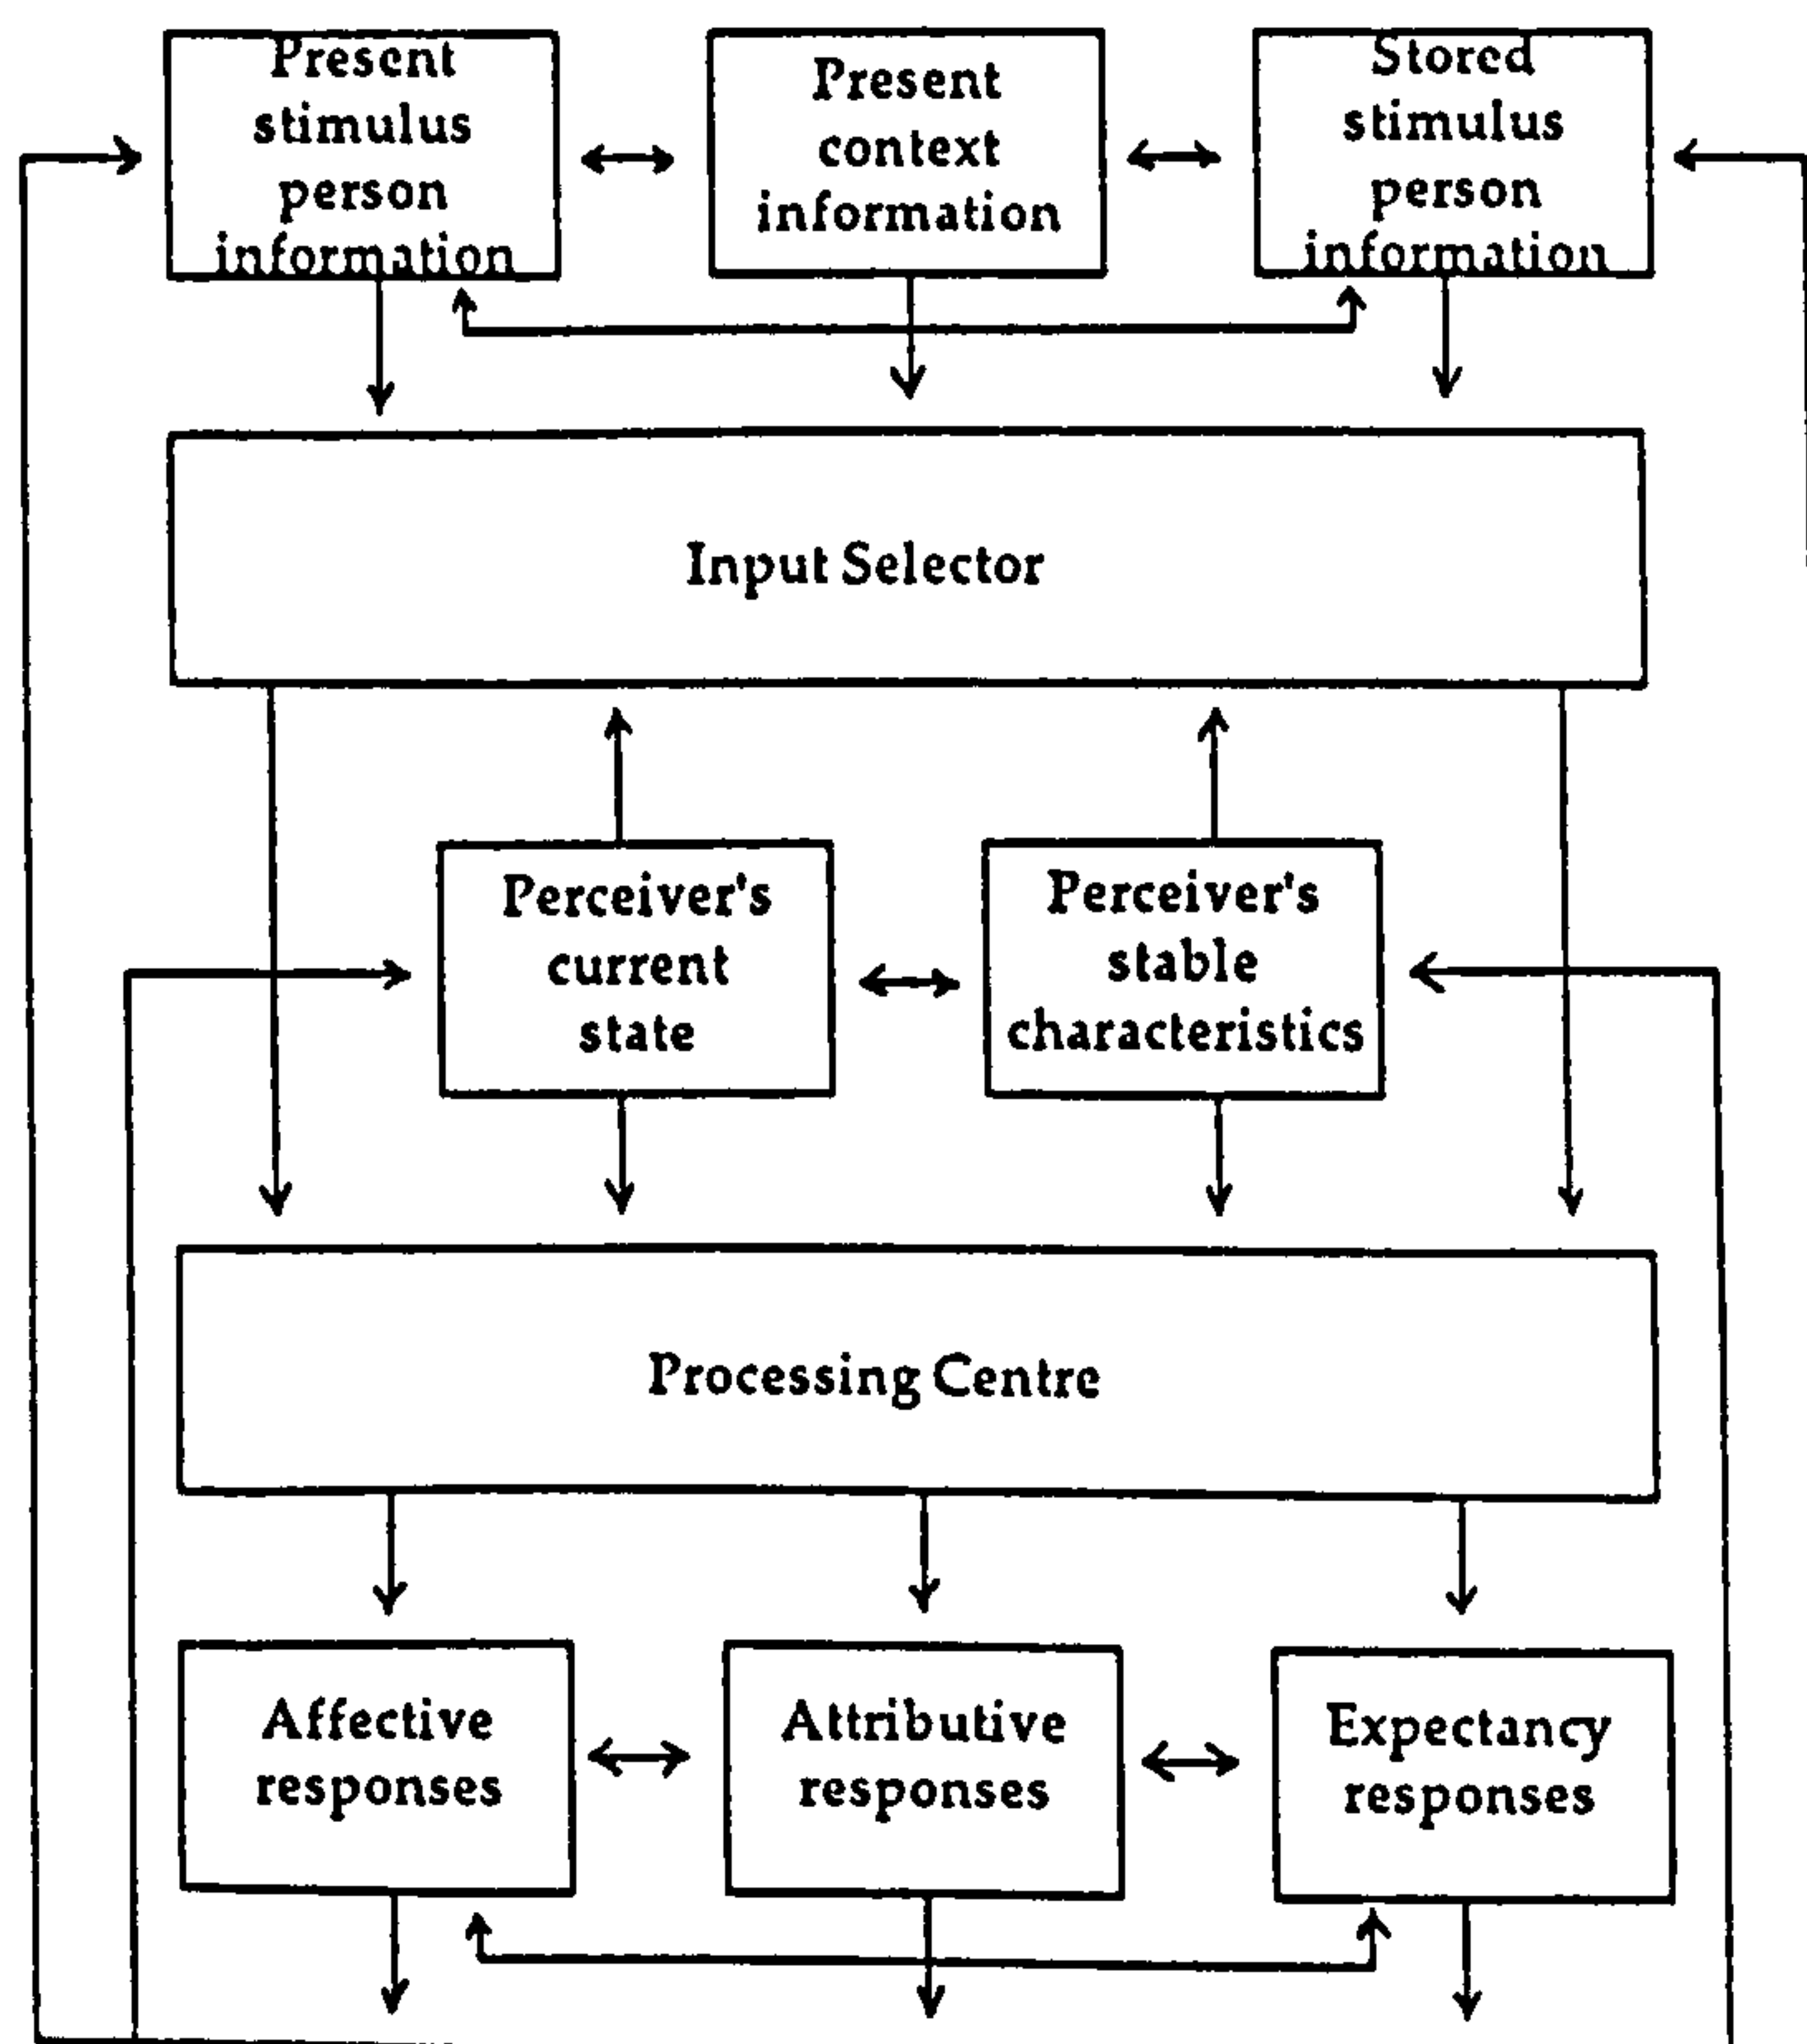 Present
stimulus
person
information
Present
context
information
Stored
stimulus
person
information
Input Selector
Perceiver's
current
state
Perceiver's
stable
characteristics
Processing Centre
Affective
responses
Attributive
responses
Expectancy
responses